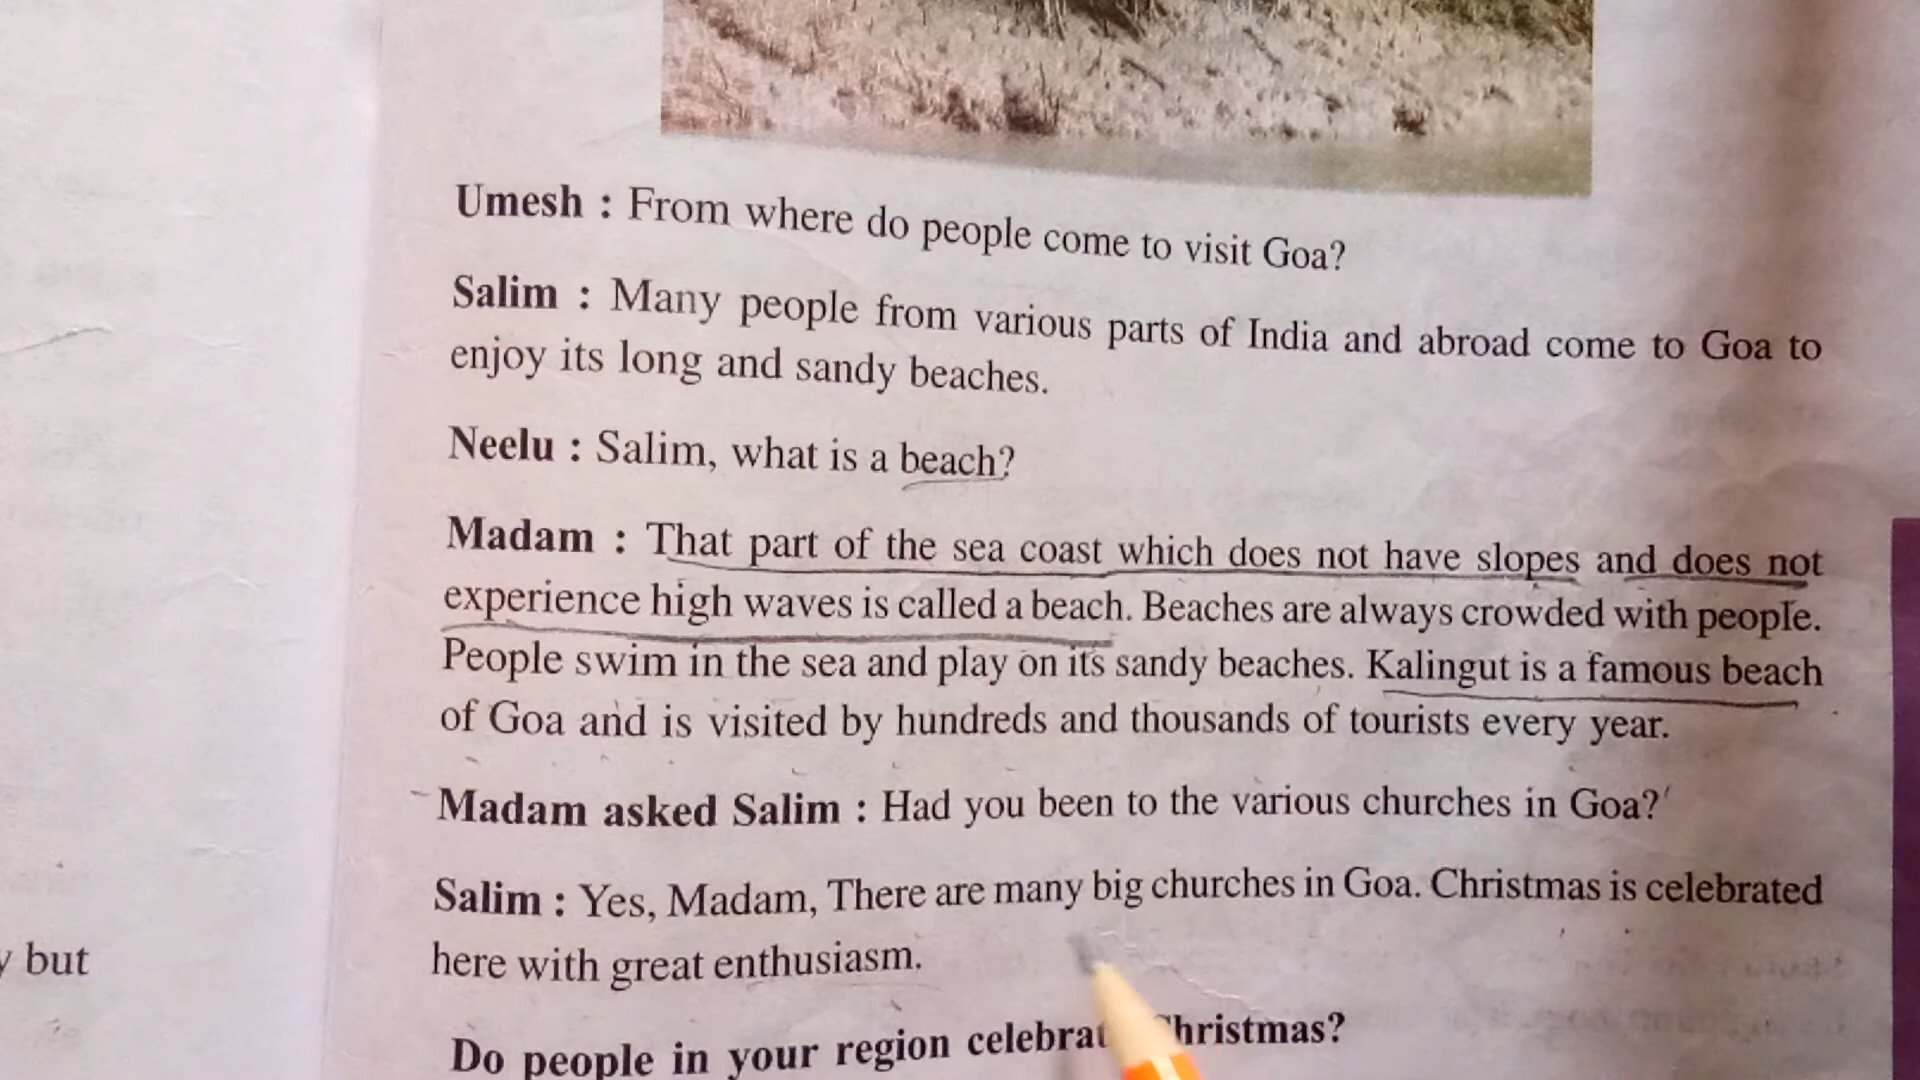 Umesh : From where do people come to visit Goa?
Salim : Many people from various parts of India and abroad come to Goa to
enjoy its long and sandy beaches.
Neelu : Salim, what is a beach?
Madam : That part of the sea coast which does not have slopes and does not
experience high waves is called a beach. Beaches are always crowded with people.
People swim in the sea and play on its sandy beaches. Kalingut is a famous beach
of Goa and is visited by hundreds and thousands of tourists every year.
Madam asked Salim : Had you been to the various churches in Goa?
Salim : Yes, Madam, There are many big churches in Goa. Christmas is celebrated
here with great enthusiasm.
but
Do people in your region celebrat hristmas?